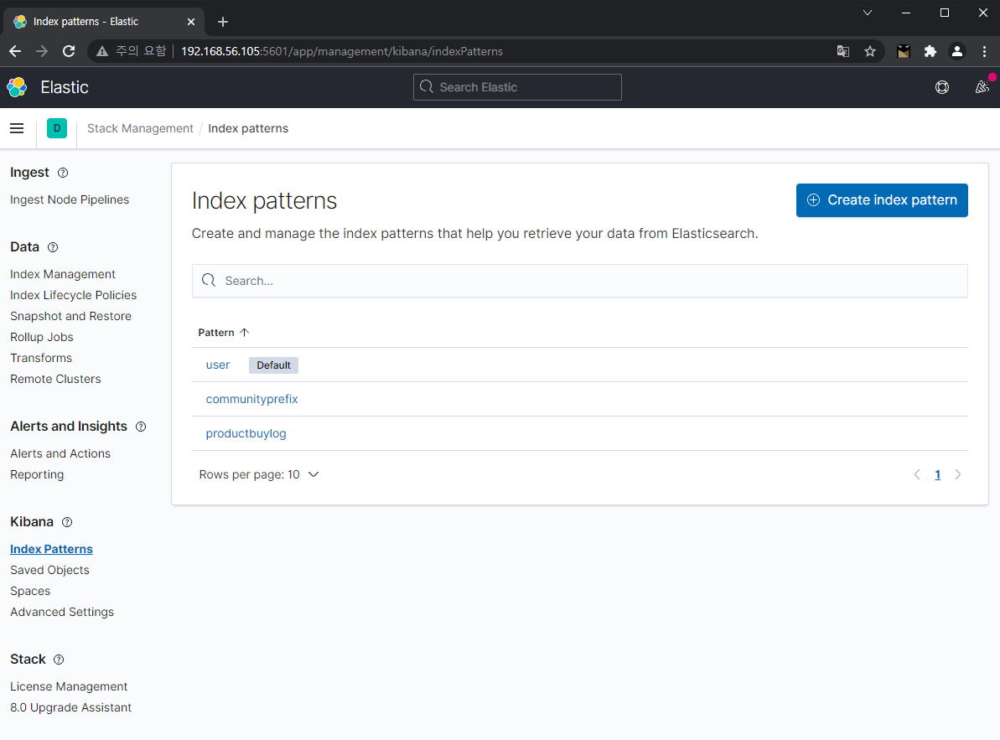 Index patterns - Elastic
주의 요함 192.168.56.105:5601/app/management/kibana/indexPatterns
Elastic
Search Elastic
D
Stack Management / Index patterns
Ingest
Ingest Node Pipelines
Data
Index Management
Index Lifecycle Policies
Snapshot and Restore
Rollup Jobs
Transforms
Remote Clusters
Alerts and Insights
Alerts and Actions
Reporting
Kibana
Index Patterns
Saved Objects
Spaces
Advanced Settings
Stack
License Management
8.0 Upgrade Assistant
Index patterns
Create index pattern
Create and manage the index patterns that help you retrieve your data from Elasticsearch.
Search...
Pattern
user Default
communityprefix
productbuylog
Rows per page: 10
1